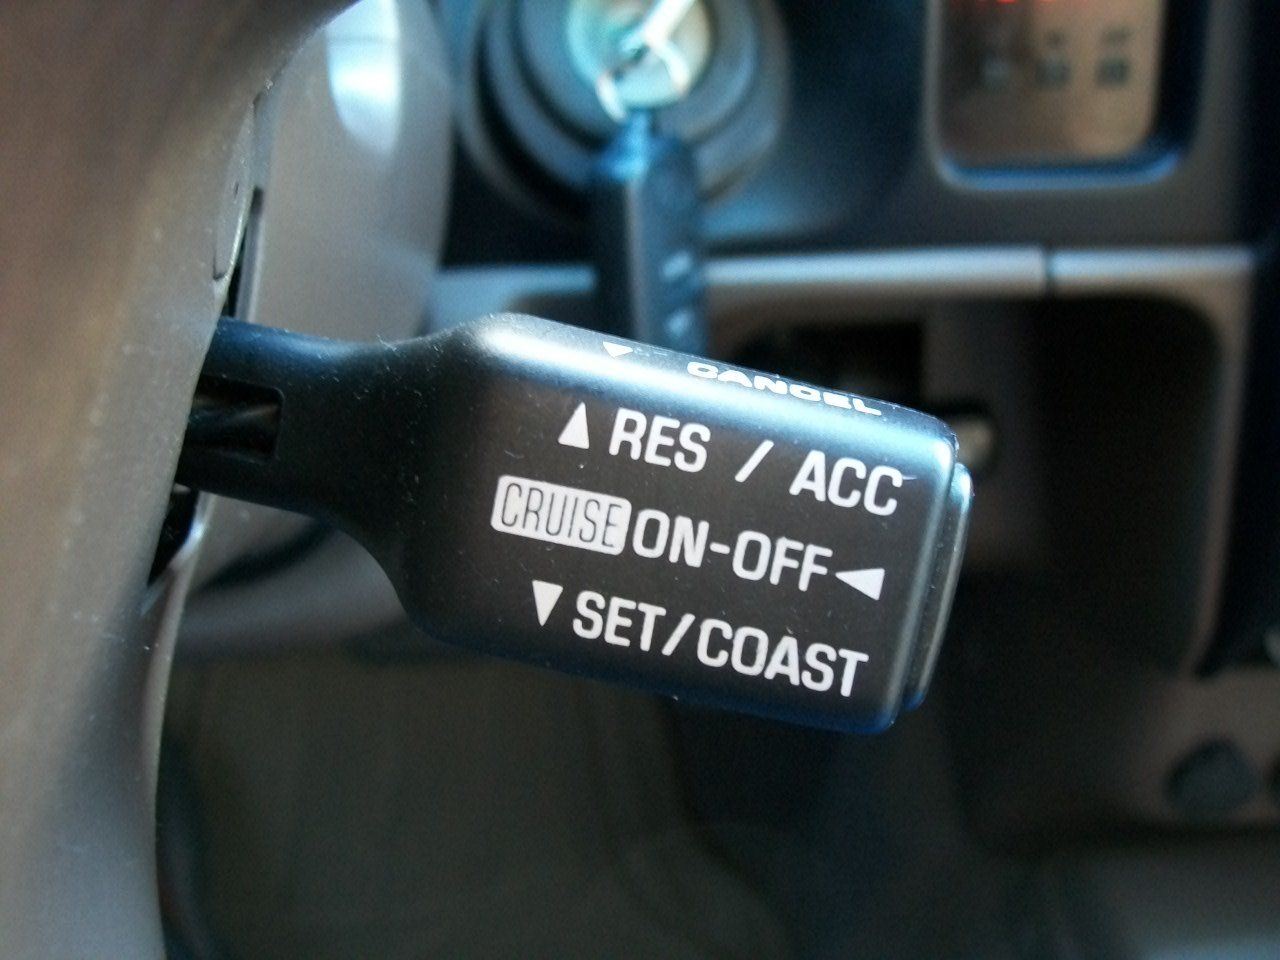 CANCEL
RES / ACC
CRUISE ON-OFF
SET/COAST